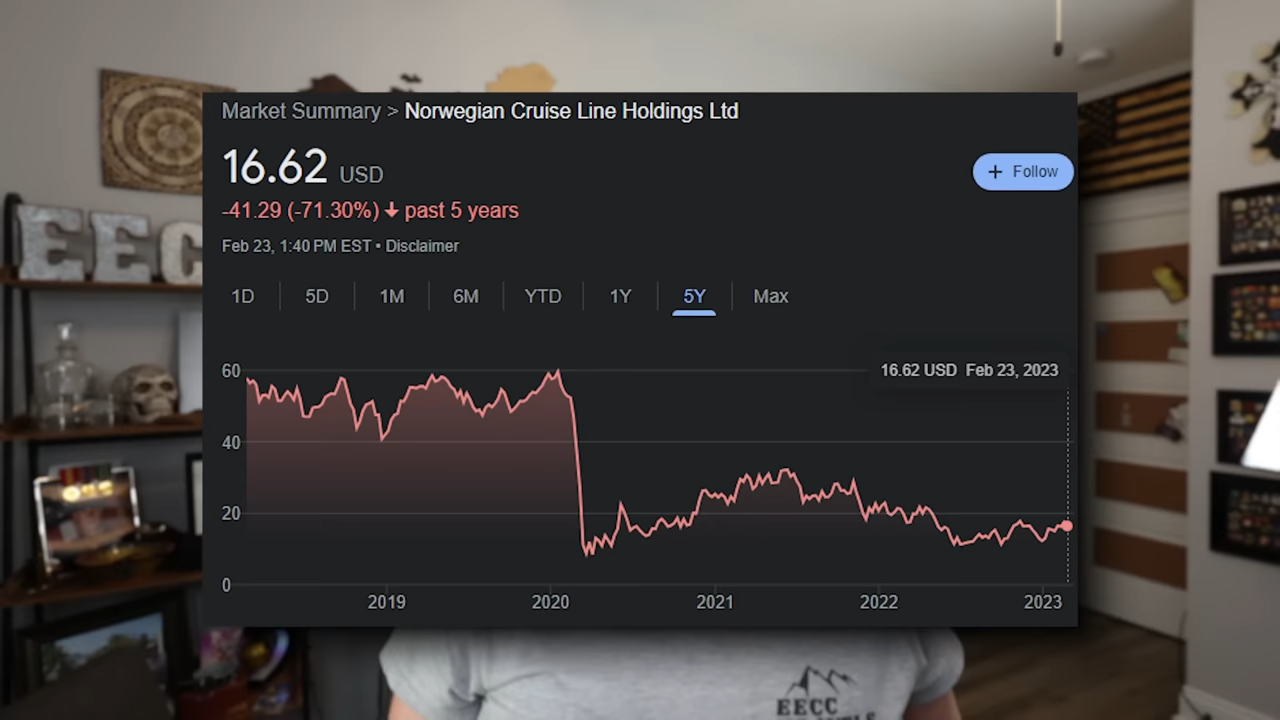 Market Summary > Norwegian Cruise Line Holdings Ltd
16.62 USD
+ Follow
-41.29 (-71.30%) ↓ past 5 years
Feb 23, 1:40 PM EST • Disclaimer
1D 5D 1M 6M YTD 1Y 5Y Max
16.62 USD Feb 23, 2023
60
40
20
0
2019 2020 2021 2022 2023
EEC
EECC